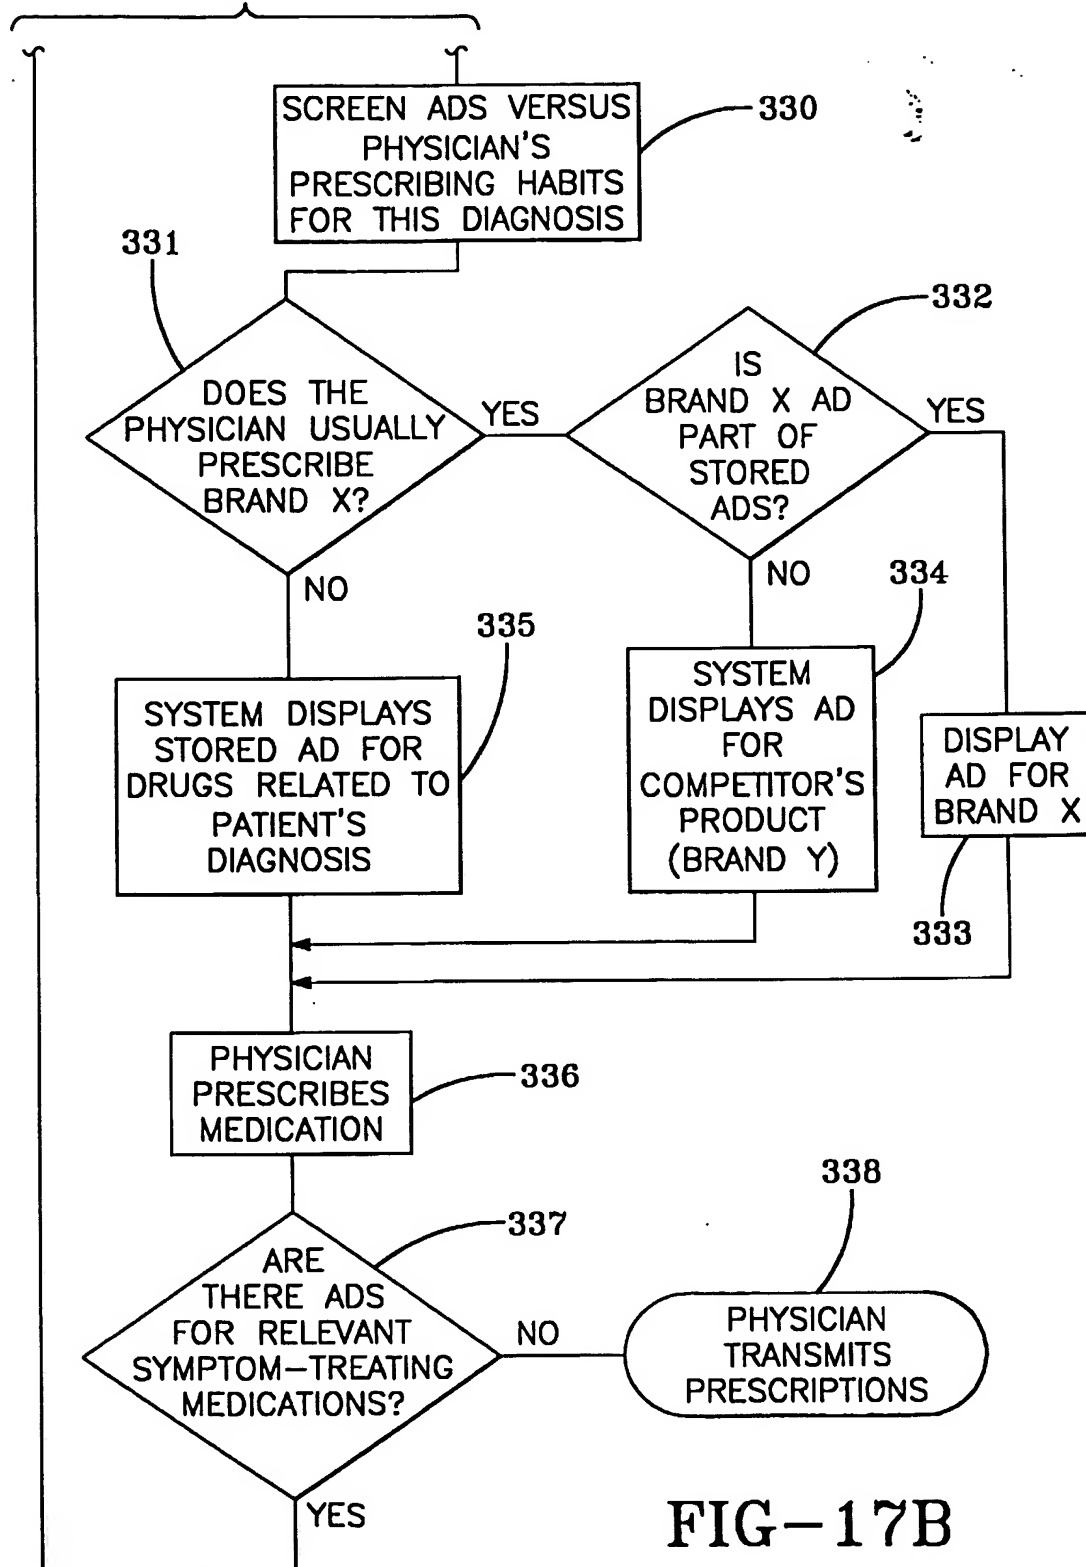 SCREEN ADS VERSUS
PHYSICIAN'S
PRESCRIBING HABITS
FOR THIS DIAGNOSIS
330
331
DOES THE
PHYSICIAN USUALLY
PRESCRIBE
BRAND X?
YES
NO
332
IS
BRAND X AD
PART OF
STORED
ADS?
YES
NO
335
SYSTEM DISPLAYS
STORED AD FOR
DRUGS RELATED TO
PATIENT'S
DIAGNOSIS
334
SYSTEM
DISPLAYS AD
FOR
COMPETITOR'S
PRODUCT
(BRAND Y)
DISPLAY
AD FOR
BRAND X
333
PHYSICIAN
PRESCRIBES
MEDICATION
336
337
ARE
THERE ADS
FOR RELEVANT
SYMPTOM-TREATING
MEDICATIONS?
NO
YES
338
PHYSICIAN
TRANSMITS
PRESCRIPTIONS
FIG-17B